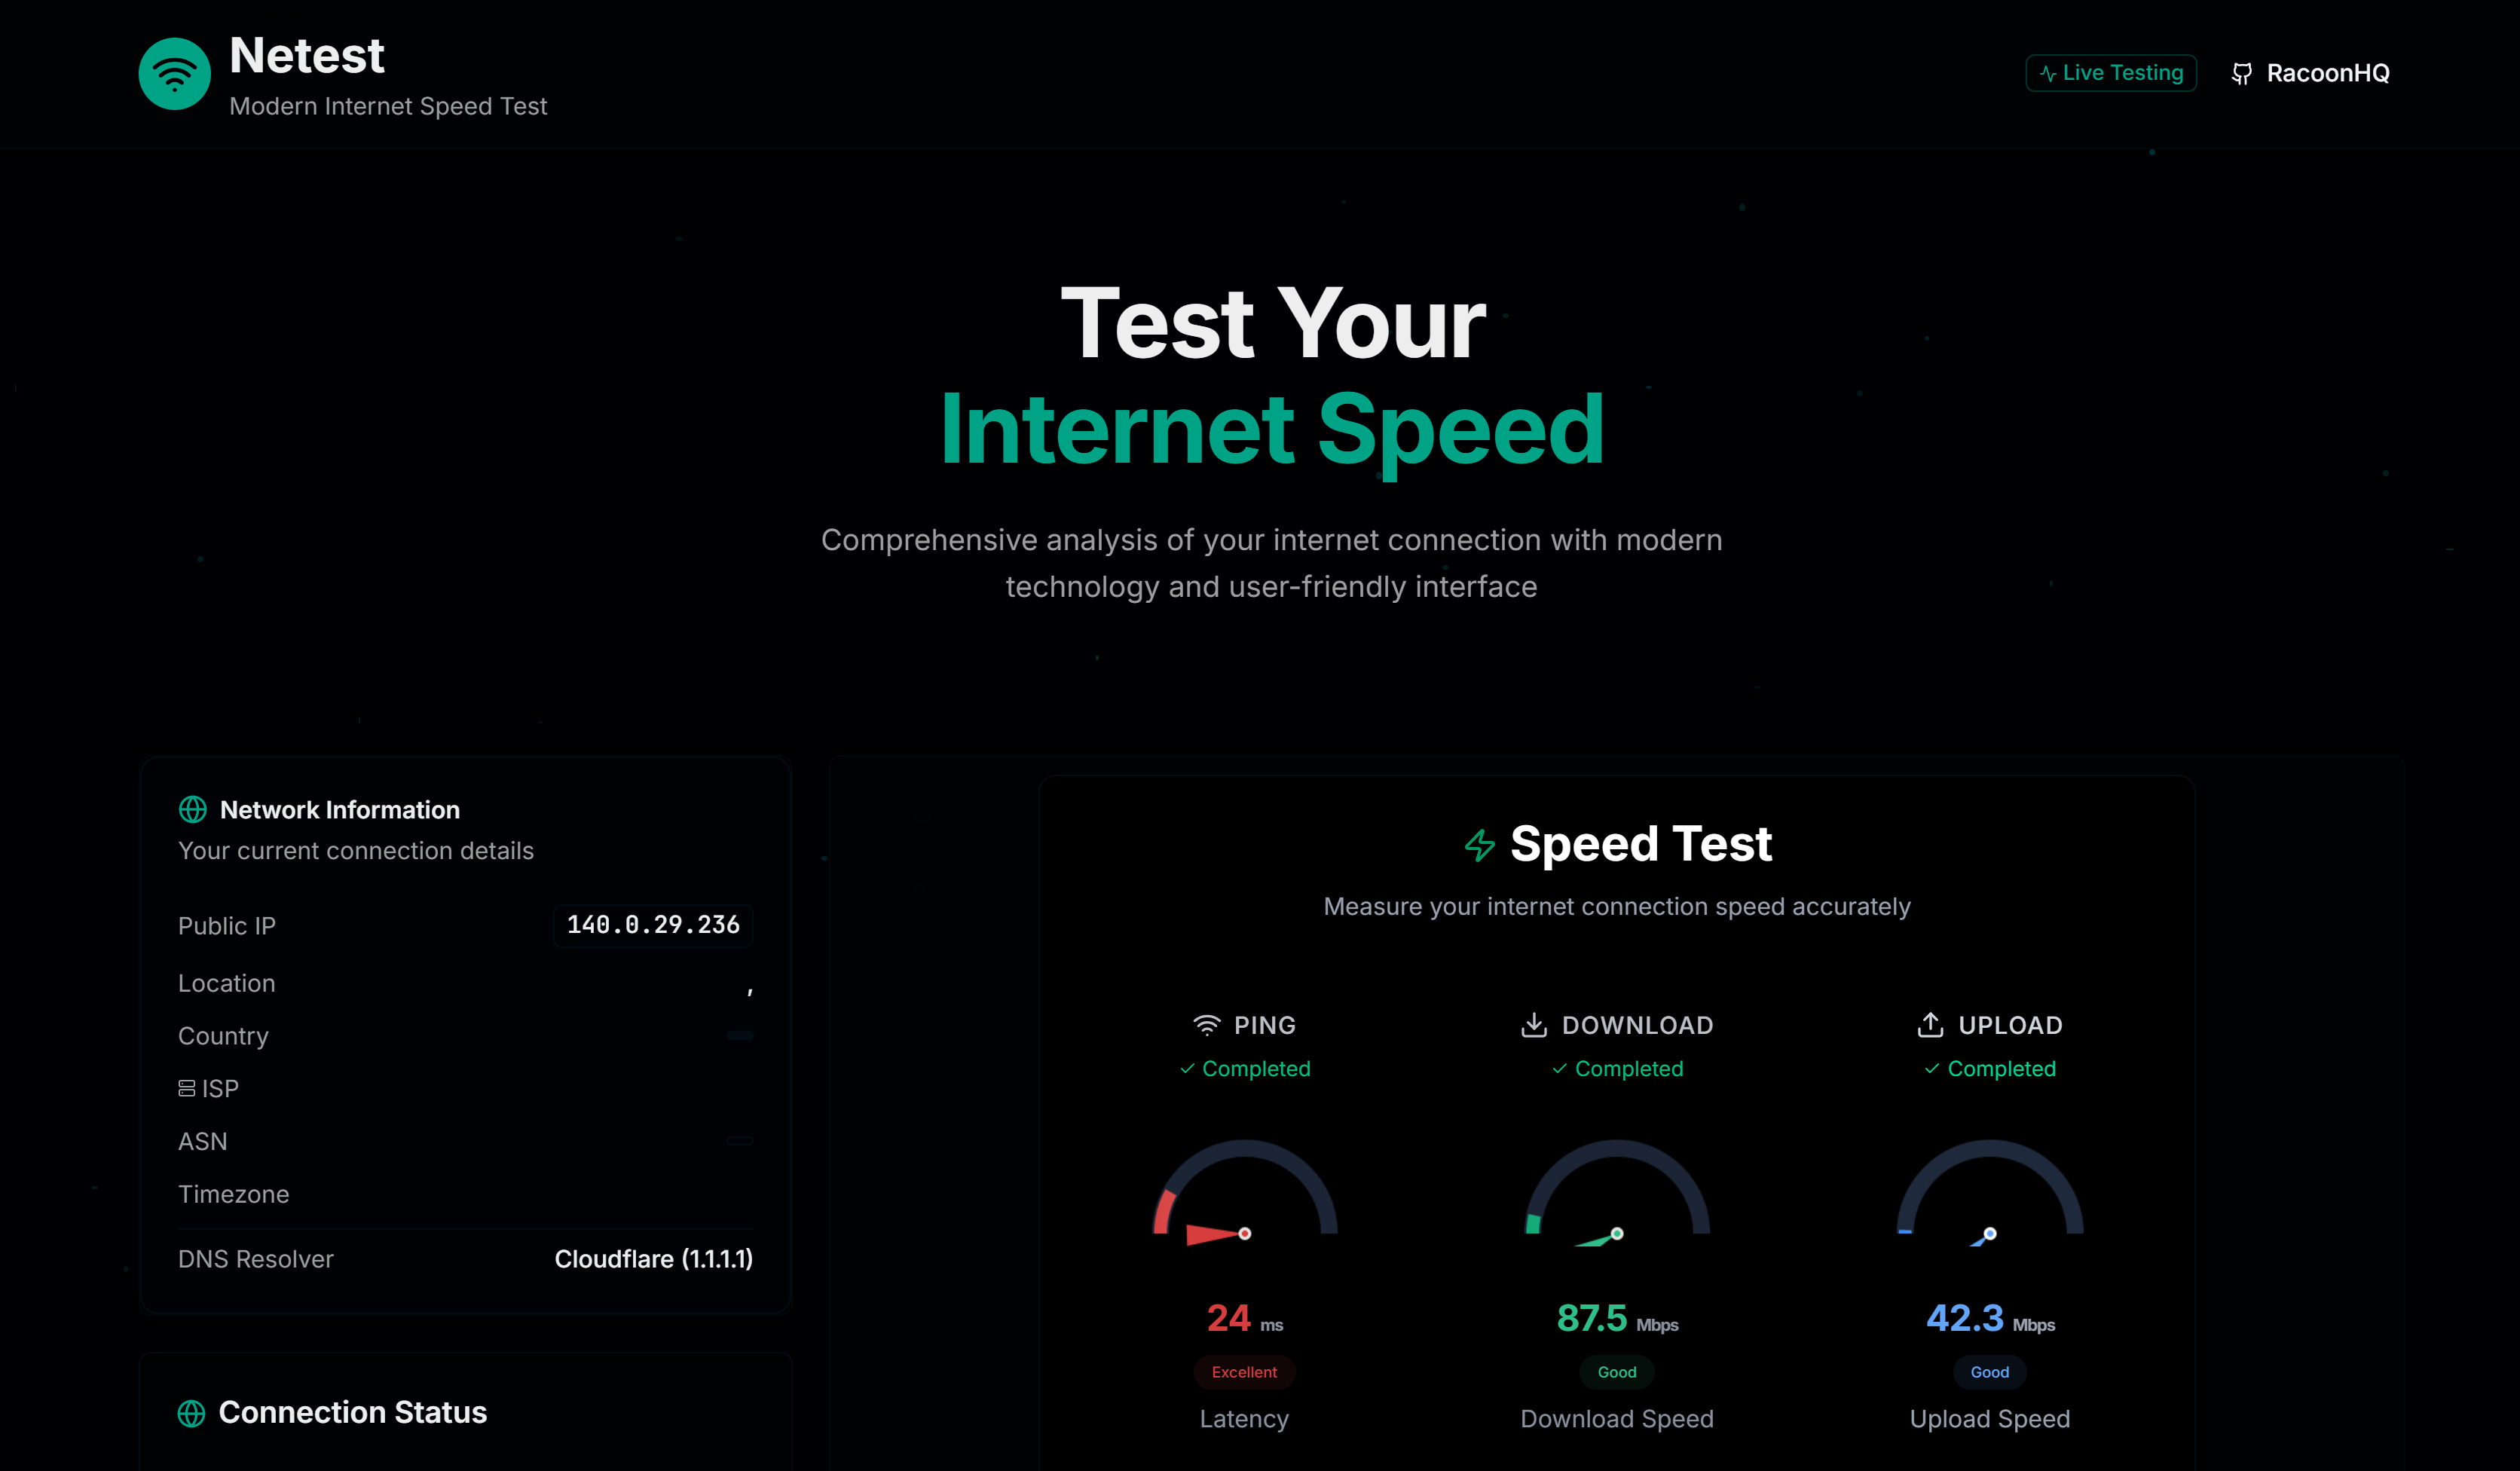 Netest
Modern Internet Speed Test
Live Testing
RacoonHQ
Test Your
Internet Speed
Comprehensive analysis of your internet connection with modern
technology and user-friendly interface
Network Information
Your current connection details
Public IP 140.0.29.236
Location ,
Country
ISP
ASN
Timezone
DNS Resolver Cloudflare (1.1.1.1)
Connection Status
Speed Test
Measure your internet connection speed accurately
PING
Completed
24 ms
Excellent
Latency
DOWNLOAD
Completed
87.5 Mbps
Good
Download Speed
UPLOAD
Completed
42.3 Mbps
Good
Upload Speed